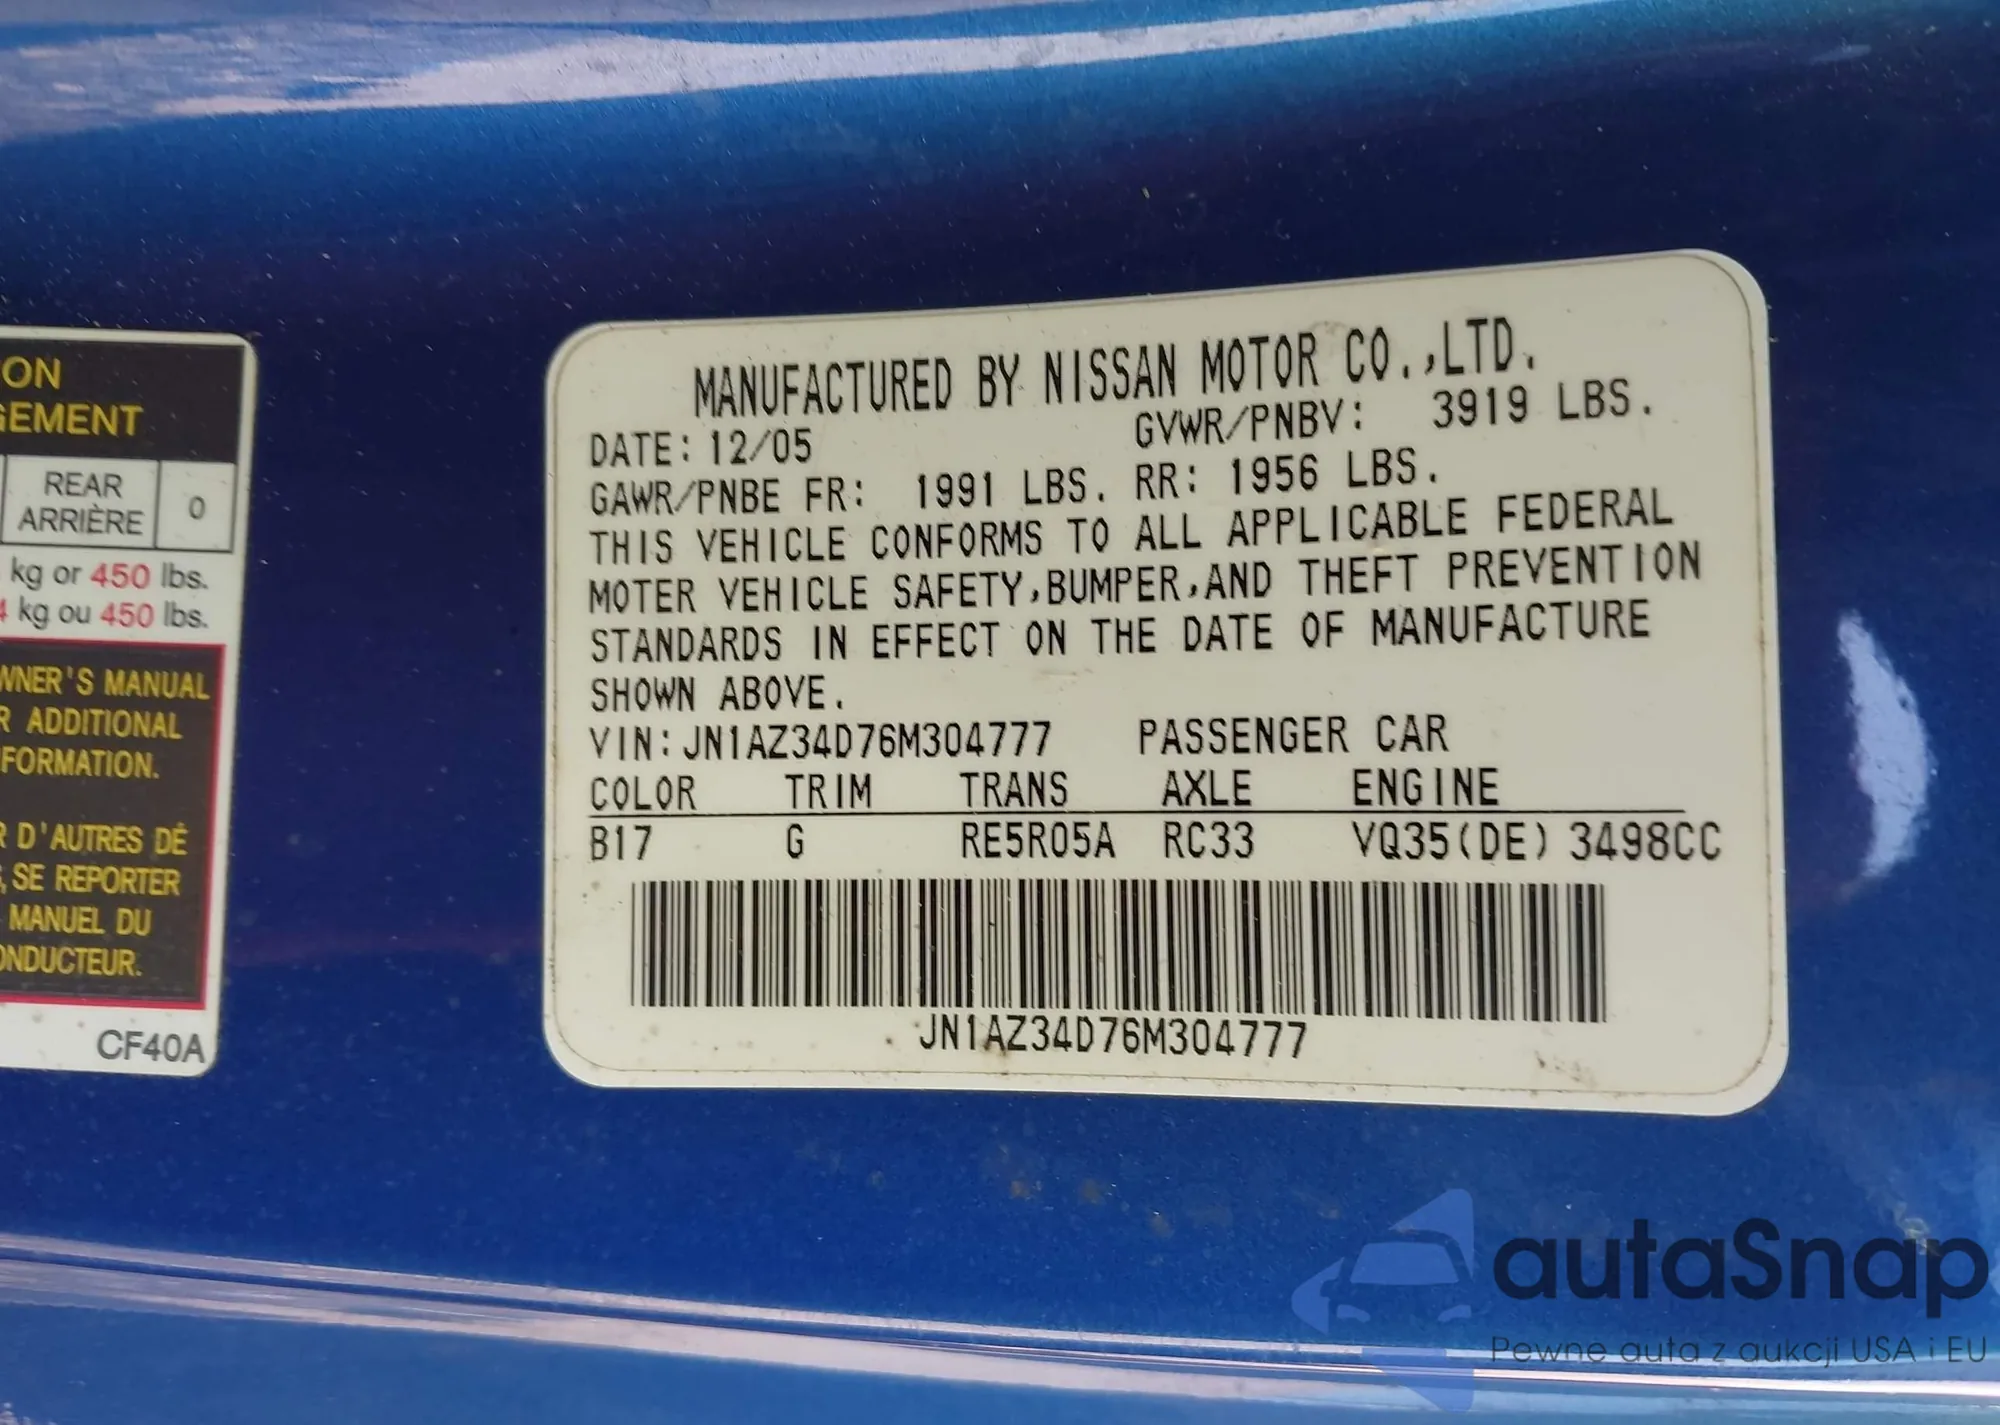 ON
GEMENT
REAR
ARRIÈRE
0
kg or 450 lbs.
4 kg ou 450 lbs.
WNER'S MANUAL
R ADDITIONAL
FORMATION.
R D'AUTRES DÉ
, SE REPORTER
MANUEL DU
ONDUCTEUR.
CF40A
MANUFACTURED BY NISSAN MOTOR CO.,LTD.
DATE: 12/05 GVWR/PNBV: 3919 LBS.
GAWR/PNBE FR: 1991 LBS. RR: 1956 LBS.
THIS VEHICLE CONFORMS TO ALL APPLICABLE FEDERAL
MOTER VEHICLE SAFETY,BUMPER,AND THEFT PREVENTION
STANDARDS IN EFFECT ON THE DATE OF MANUFACTURE
SHOWN ABOVE.
VIN:JN1AZ34D76M304777 PASSENGER CAR
COLOR TRIM TRANS AXLE ENGINE
B17 G RE5R05A RC33 VQ35(DE) 3498CC
JN1AZ34D76M304777
autaSnap
Pewne auta z aukcji USA i EU